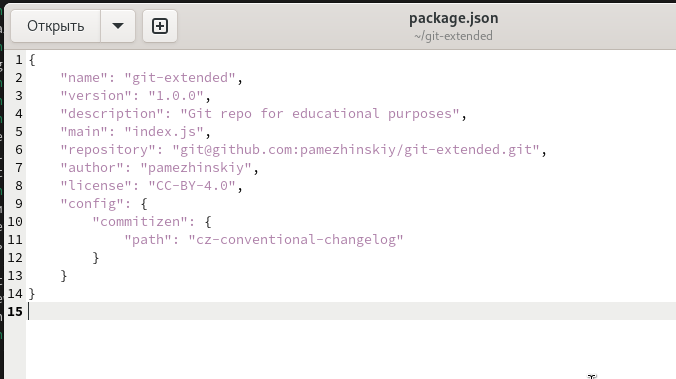 Открыть
package.json
~/git-extended
1 {
2     "name": "git-extended",
3     "version": "1.0.0",
4     "description": "Git repo for educational purposes",
5     "main": "index.js",
6     "repository": "git@github.com:pamezhinskiy/git-extended.git",
7     "author": "pamezhinskiy",
8     "license": "CC-BY-4.0",
9     "config": {
10         "commitizen": {
11             "path": "cz-conventional-changelog"
12         }
13     }
14 }
15